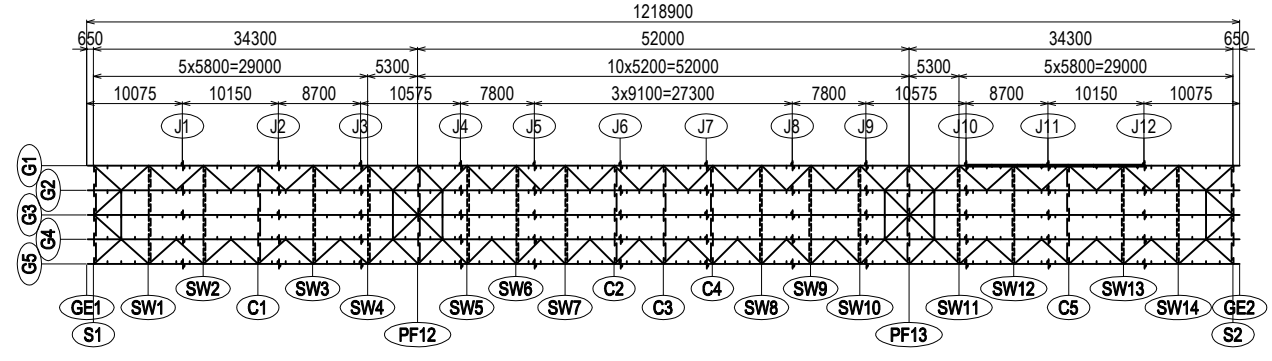 1218900
650 34300 52000 34300 650
5x5800=29000 5300 10x5200=52000 5300 5x5800=29000
10075 10150 8700 10575 7800 3x9100=27300 7800 10575 8700 10150 10075
J1 J2 J3 J4 J5 J6 J7 J8 J9 J10 J11 J12
G1
G2
G3
G4
G5
GE1 SW1 SW2 C1 SW3 SW4 SW5 SW6 SW7 C2 C3 C4 SW8 SW9 SW10 SW11 SW12 C5 SW13 SW14 GE2
S1 PF12 PF13 S2